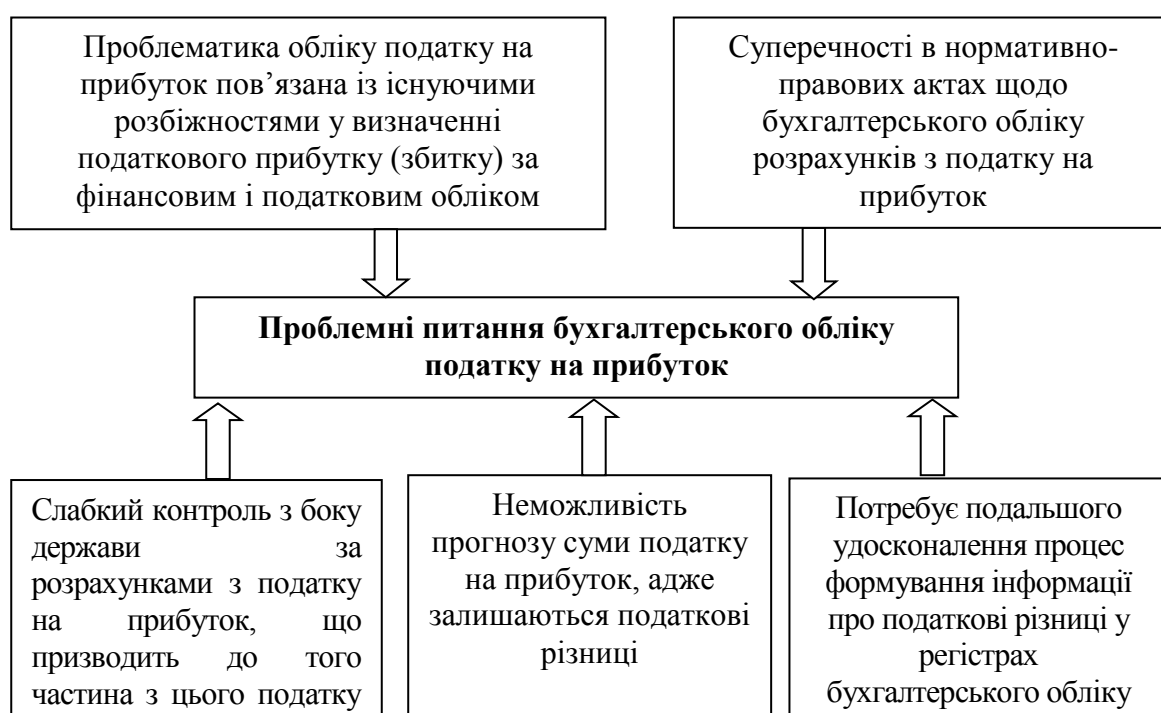 Проблематика обліку податку на
прибуток пов’язана із існуючими
розбіжностями у визначенні
податкового прибутку (збитку) за
фінансовим і податковим обліком
Суперечності в нормативно-
правових актах щодо
бухгалтерського обліку
розрахунків з податку на
прибуток
Проблемні питання бухгалтерського обліку
податку на прибуток
Слабкий контроль з боку
держави за
розрахунками з податку
на прибуток, що
призводить до того
частина з цього податку
Неможливість
прогнозу суми податку
на прибуток, адже
залишаються податкові
різниці
Потребує подальшого
удосконалення процес
формування інформації
про податкові різниці у
регістрах
бухгалтерського обліку